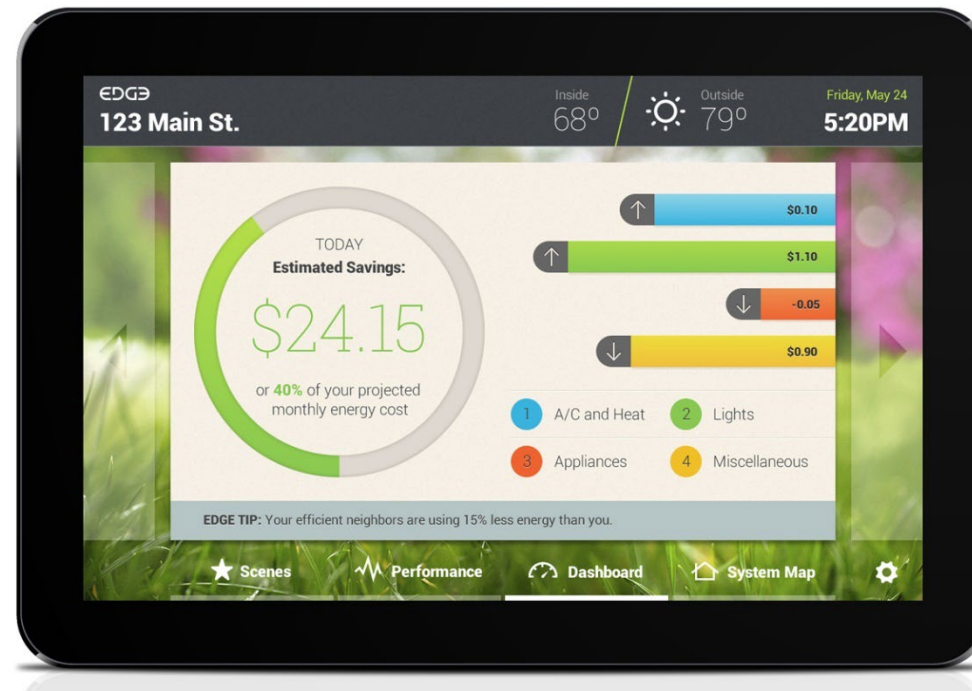 EDGE
123 Main St.
Inside
68°
Outside
79°
Friday, May 24
5:20PM
TODAY
Estimated Savings:
$24.15
or 40% of your projected
monthly energy cost
$0.10
$1.10
-0.05
$0.90
1 A/C and Heat
2 Lights
3 Appliances
4 Miscellaneous
EDGE TIP: Your efficient neighbors are using 15% less energy than you.
Scenes
Performance
Dashboard
System Map